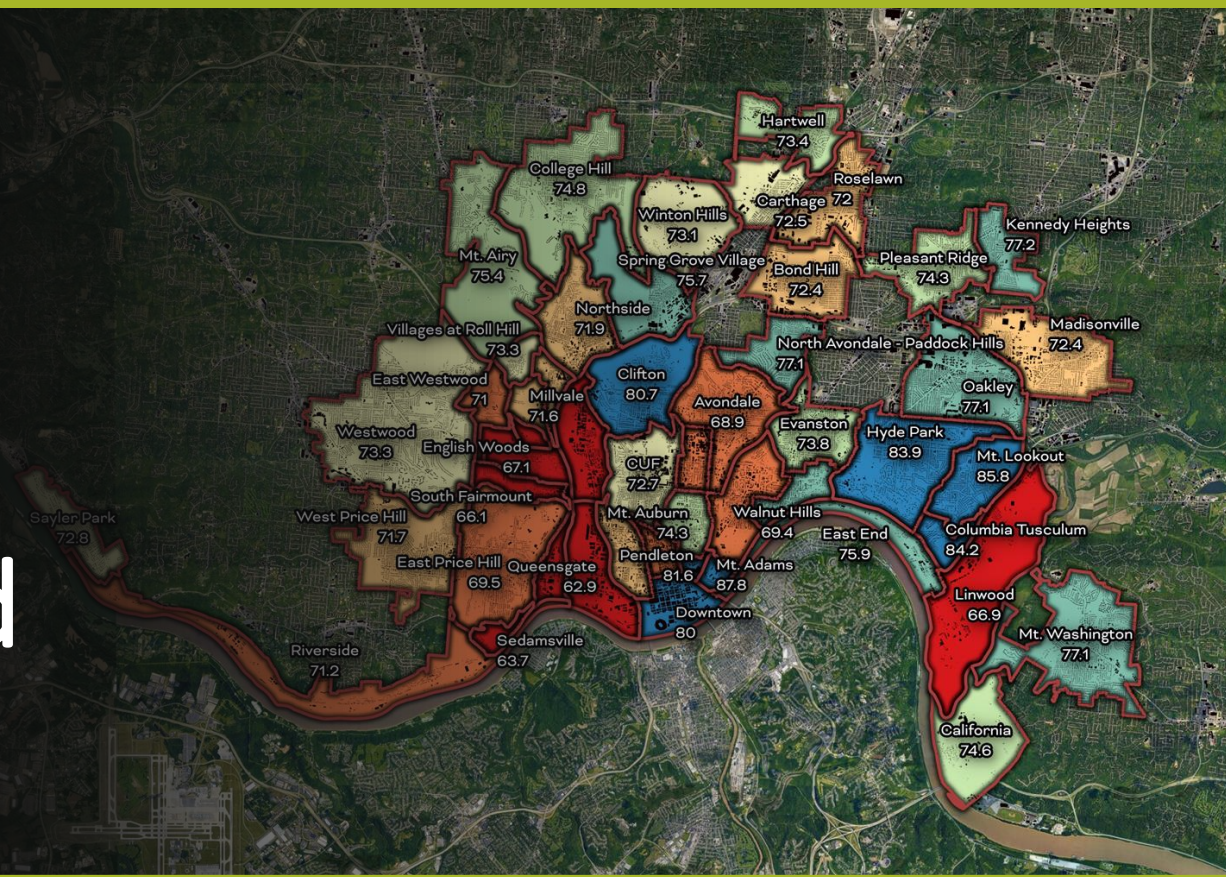 Hartwell
73.4
College Hill
74.8
Roselawn
72
Carthage
72.5
Winton Hills
73.1
Kennedy Heights
77.2
Mt. Airy
75.4
Spring Grove Village
75.7
Pleasant Ridge
74.3
Bond Hill
72.4
Northside
71.9
Madisonville
72.4
Villages at Roll Hill
73.3
North Avondale - Paddock Hills
77.1
East Westwood
71
Clifton
80.7
Oakley
77.1
Millvale
71.6
Avondale
68.9
Evanston
73.8
Hyde Park
83.9
Westwood
73.3
English Woods
67.1
Mt. Lookout
85.8
CUF
72.7
South Fairmount
66.1
Sayler Park
72.8
West Price Hill
71.7
Mt. Auburn
74.3
Walnut Hills
69.4
East End
75.9
Columbia Tusculum
84.2
East Price Hill
69.5
Queensgate
62.9
Pendleton
81.6
Mt. Adams
87.8
Downtown
80
Linwood
66.9
Sedamsville
63.7
Mt. Washington
77.1
Riverside
71.2
California
74.6
d